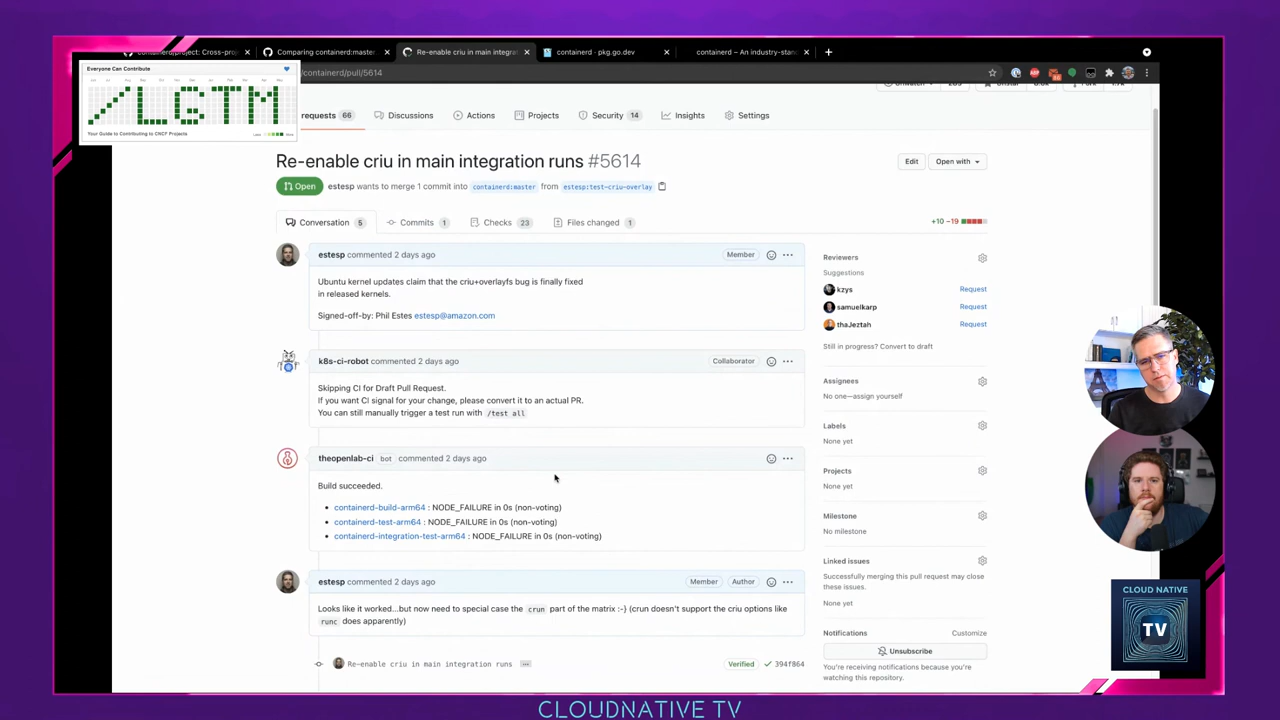 containerd/project: Cross-proj
Comparing containerd:master
Re-enable criu in main integrat
containerd · pkg.go.dev
containerd – An industry-stan
/containerd/pull/5614
Everyone Can Contribute
/LGTM
Your Guide to Contributing to CNCF Projects
requests 66
Discussions
Actions
Projects
Security 14
Insights
Settings
Re-enable criu in main integration runs #5614
Edit
Open with
Open
estesp wants to merge 1 commit into containerd:master from estesp:test-criu-overlay
Conversation 5
Commits 1
Checks 23
Files changed 1
+10 −19
estesp commented 2 days ago
Member
Ubuntu kernel updates claim that the criu+overlayfs bug is finally fixed
in released kernels.
Signed-off-by: Phil Estes estesp@amazon.com
k8s-ci-robot commented 2 days ago
Collaborator
Skipping CI for Draft Pull Request.
If you want CI signal for your change, please convert it to an actual PR.
You can still manually trigger a test run with /test all
theopenlab-ci bot commented 2 days ago
Build succeeded.
• containerd-build-arm64 : NODE_FAILURE in 0s (non-voting)
• containerd-test-arm64 : NODE_FAILURE in 0s (non-voting)
• containerd-integration-test-arm64 : NODE_FAILURE in 0s (non-voting)
estesp commented 2 days ago
Member
Author
Looks like it worked...but now need to special case the crun part of the matrix :-} (crun doesn't support the criu options like
runc does apparently)
Re-enable criu in main integration runs
Verified
394f864
Reviewers
Suggestions
kzys
Request
samuelkarp
Request
thaJeztah
Request
Still in progress? Convert to draft
Assignees
No one—assign yourself
Labels
None yet
Projects
None yet
Milestone
No milestone
Linked issues
Successfully merging this pull request may close
these issues.
None yet
Notifications
Customize
Unsubscribe
You're receiving notifications because you're
watching this repository.
CLOUD NATIVE
TV
CLOUDNATIVE TV